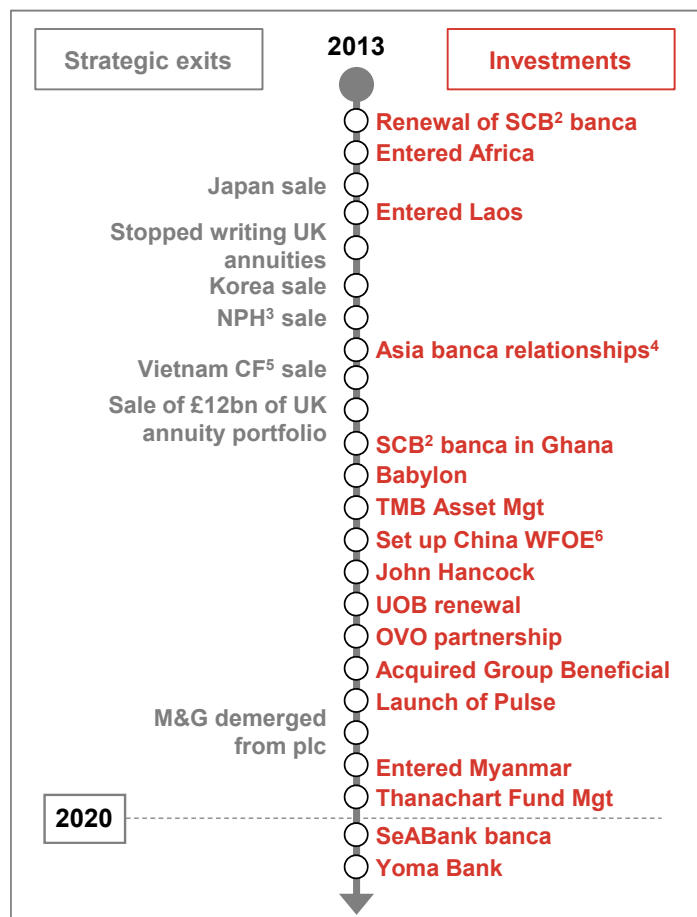 Strategic exits
2013
Investments
Renewal of SCB² banca
Entered Africa
Japan sale
Entered Laos
Stopped writing UK
annuities
Korea sale
NPH³ sale
Asia banca relationships⁴
Vietnam CF⁵ sale
Sale of £12bn of UK
annuity portfolio
SCB² banca in Ghana
Babylon
TMB Asset Mgt
Set up China WFOE⁶
John Hancock
UOB renewal
OVO partnership
Acquired Group Beneficial
Launch of Pulse
M&G demerged
from plc
Entered Myanmar
Thanachart Fund Mgt
2020
SeABank banca
Yoma Bank